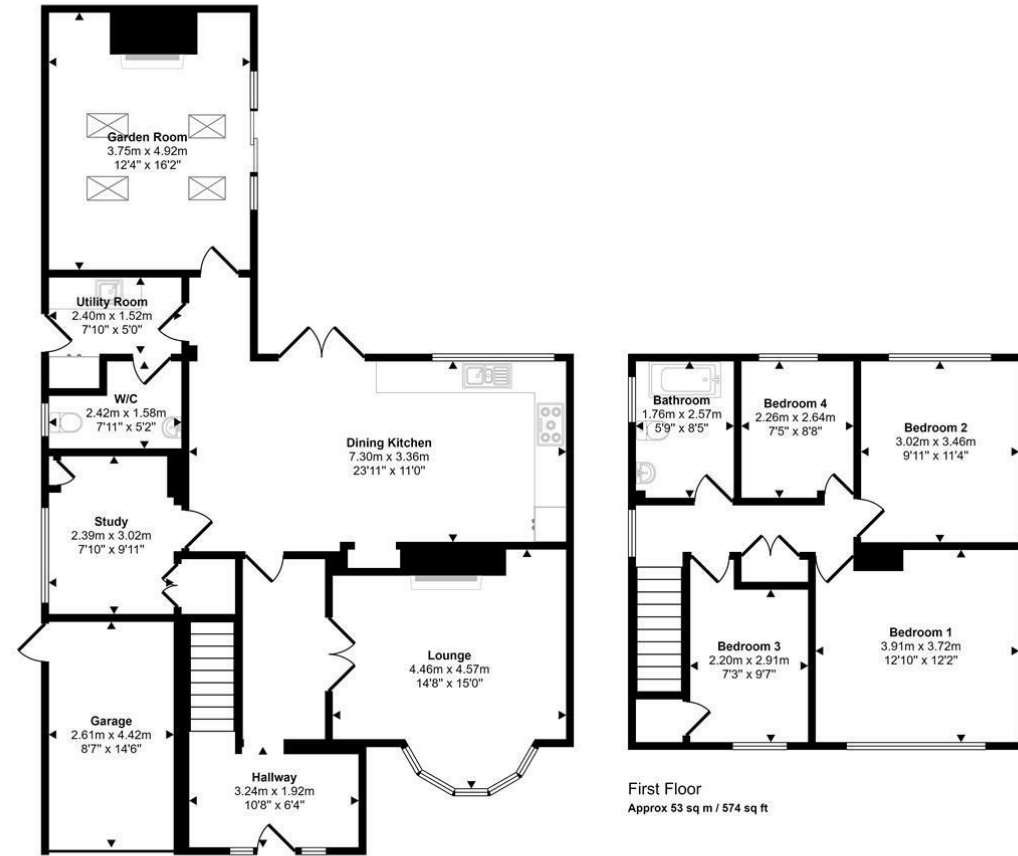 Garden Room
3.75m x 4.92m
12'4" x 16'2"
Utility Room
2.40m x 1.52m
7'10" x 5'0"
W/C
2.42m x 1.58m
7'11" x 5'2"
Dining Kitchen
7.30m x 3.36m
23'11" x 11'0"
Study
2.39m x 3.02m
7'10" x 9'11"
Lounge
4.46m x 4.57m
14'8" x 15'0"
Garage
2.61m x 4.42m
8'7" x 14'6"
Hallway
3.24m x 1.92m
10'8" x 6'4"
Bathroom
1.76m x 2.57m
5'9" x 8'5"
Bedroom 4
2.26m x 2.64m
7'5" x 8'8"
Bedroom 2
3.02m x 3.46m
9'11" x 11'4"
Bedroom 3
2.20m x 2.91m
7'3" x 9'7"
Bedroom 1
3.91m x 3.72m
12'10" x 12'2"
First Floor
Approx 53 sq m / 574 sq ft